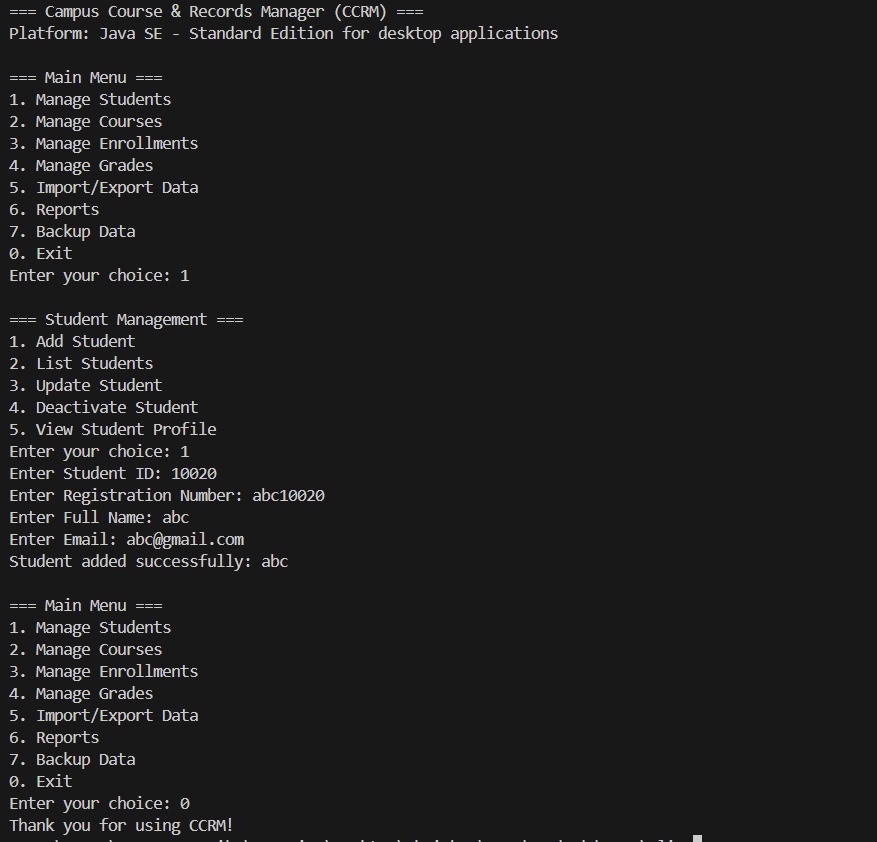 === Campus Course & Records Manager (CCRM) ===
Platform: Java SE - Standard Edition for desktop applications
=== Main Menu ===
1. Manage Students
2. Manage Courses
3. Manage Enrollments
4. Manage Grades
5. Import/Export Data
6. Reports
7. Backup Data
0. Exit
Enter your choice: 1
=== Student Management ===
1. Add Student
2. List Students
3. Update Student
4. Deactivate Student
5. View Student Profile
Enter your choice: 1
Enter Student ID: 10020
Enter Registration Number: abc10020
Enter Full Name: abc
Enter Email: abc@gmail.com
Student added successfully: abc
=== Main Menu ===
1. Manage Students
2. Manage Courses
3. Manage Enrollments
4. Manage Grades
5. Import/Export Data
6. Reports
7. Backup Data
0. Exit
Enter your choice: 0
Thank you for using CCRM!